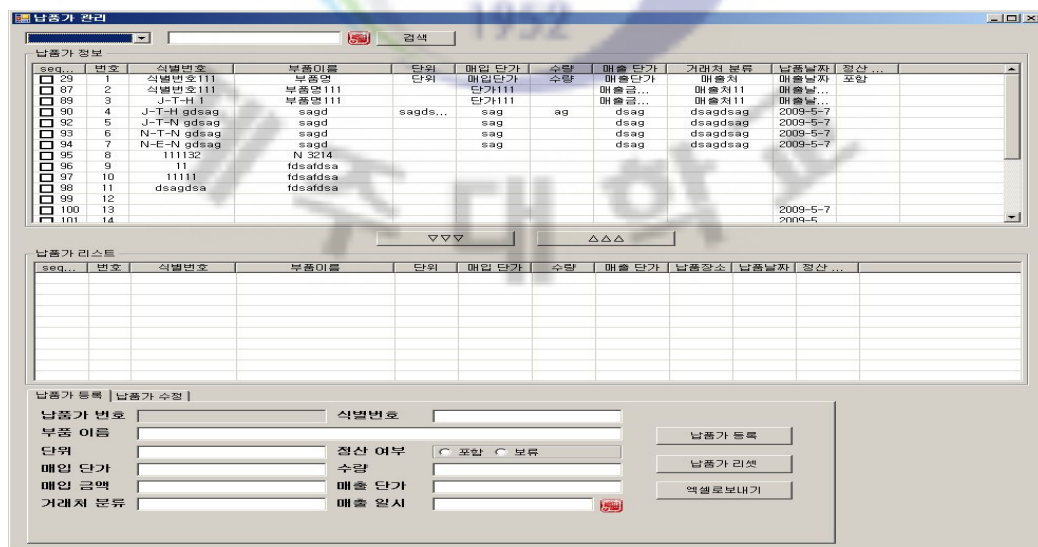 납품가 관리
검색
납품가 정보
seq... 번호 식별번호 부품이름 단위 매입 단가 수량 매출 단가 거래처 분류 납품날짜 정산 ...
29 1 식별번호111 부품명 단위 매입단가 수량 매출단가 매출처 매출날짜 포함
87 2 식별번호111 부품명111 단가111 매출금... 매출처11 매출날...
89 3 J-T-H 1 부품명111 단가111 매출금... 매출처11 매출날...
90 4 J-T-H gdsag sagd sagds... sag ag dsag dsagdsag 2009-5-7
92 5 J-T-N gdsag sagd sag dsag dsagdsag 2009-5-7
93 6 N-T-N gdsag sagd sag dsag dsagdsag 2009-5-7
94 7 N-E-N gdsag sagd sag dsag dsagdsag 2009-5-7
95 8 111132 N 3214
96 9 11 fdsafdsa
97 10 11111 fdsafdsa
98 11 dsagdsa fdsafdsa
99 12
100 13 2009-5-7
101 14 2009-5
▽▽▽ △△△
납품가 리스트
seq... 번호 식별번호 부품이름 단위 매입 단가 수량 매출 단가 납품장소 납품날짜 정산 ...
납품가 등록 납품가 수정
납품가 번호 식별번호
부품 이름 납품가 등록
단위 정산 여부 포함 보류
매입 단가 수량 납품가 리셋
매입 금액 매출 단가 엑셀로보내기
거래처 분류 매출 일시
1952
제주대학교